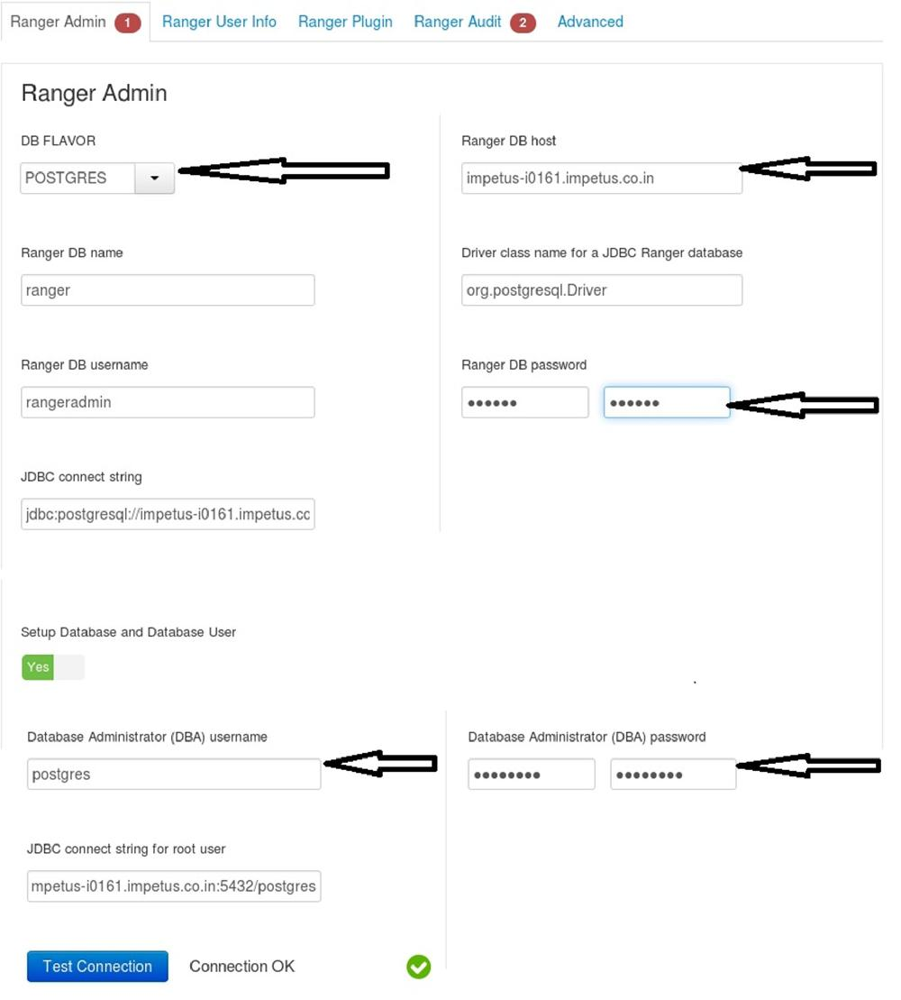 Ranger Admin 1 Ranger User Info Ranger Plugin Ranger Audit 2 Advanced
Ranger Admin
DB FLAVOR
POSTGRES
Ranger DB host
impetus-i0161.impetus.co.in
Ranger DB name
ranger
Driver class name for a JDBC Ranger database
org.postgresql.Driver
Ranger DB username
rangeradmin
Ranger DB password
•••••• ••••••
JDBC connect string
jdbc:postgresql://impetus-i0161.impetus.cc
Setup Database and Database User
Yes
Database Administrator (DBA) username
postgres
Database Administrator (DBA) password
•••••••• ••••••••
JDBC connect string for root user
mpetus-i0161.impetus.co.in:5432/postgres
Test Connection Connection OK